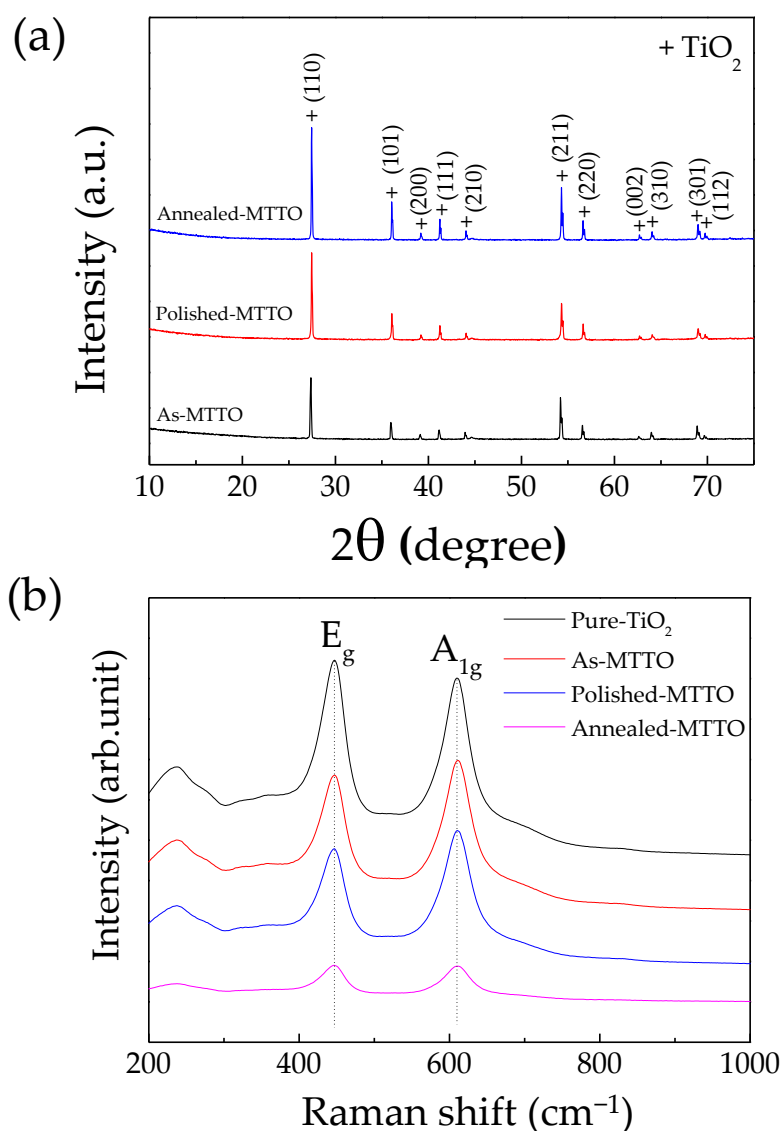 (a)
+ TiO₂
+ (110)
+ (101)
+ (200)
+ (111)
+ (210)
+ (211)
+ (220)
+ (002)
+ (310)
+ (301)
+ (112)
Annealed-MTTO
Polished-MTTO
As-MTTO
Intensity (a.u.)
10 20 30 40 50 60 70
2θ (degree)
(b)
E_g
A_1g
Pure-TiO₂
As-MTTO
Polished-MTTO
Annealed-MTTO
Intensity (arb.unit)
200 400 600 800 1000
Raman shift (cm⁻¹)